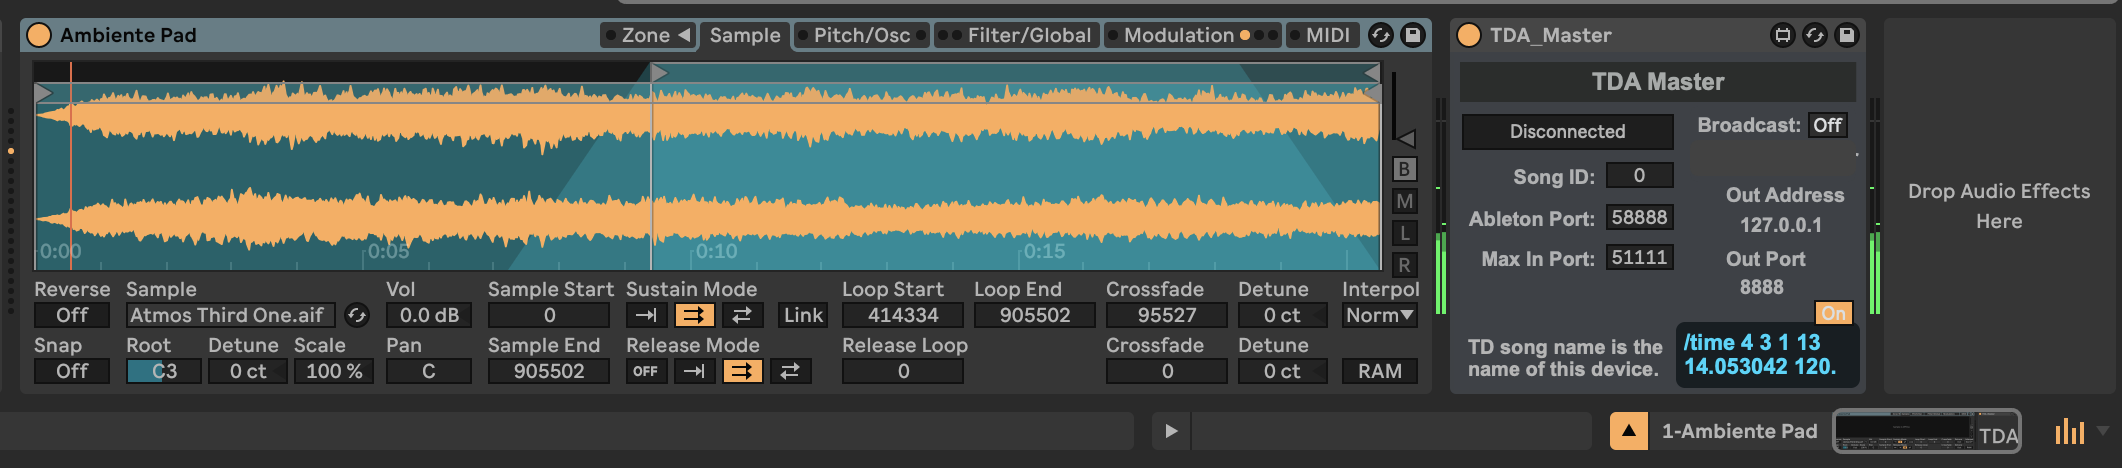 Ambiente Pad
Zone
Sample
Pitch/Osc
Filter/Global
Modulation
MIDI
0:00
0:05
0:10
0:15
B
M
L
R
Reverse
Sample
Vol
Sample Start
Sustain Mode
Loop Start
Loop End
Crossfade
Detune
Interpol
Off
Atmos Third One.aif
0.0 dB
0
Link
414334
905502
95527
0 ct
Norm
Snap
Root
Detune
Scale
Pan
Sample End
Release Mode
Release Loop
Crossfade
Detune
Off
C3
0 ct
100 %
C
905502
OFF
0
0
0 ct
RAM
TDA_Master
TDA Master
Disconnected
Broadcast: Off
Song ID: 0
Out Address
Ableton Port: 58888
127.0.0.1
Max In Port: 51111
Out Port
8888
On
TD song name is the
name of this device.
/time 4 3 1 13
14.053042 120.
Drop Audio Effects
Here
1-Ambiente Pad
TDA